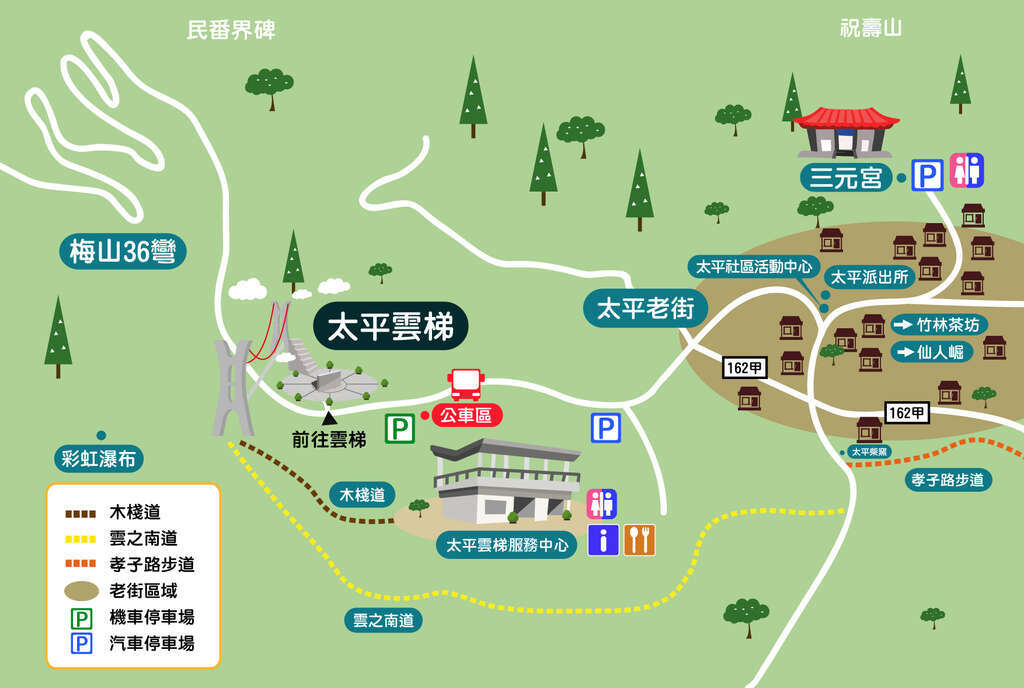 民番界碑
祝壽山
三元宮
P
梅山36彎
太平社區活動中心
太平派出所
太平雲梯
太平老街
竹林茶坊
仙人崛
162甲
162甲
公車區
P
P
前往雲梯
彩虹瀑布
太平柴窯
孝子路步道
木棧道
太平雲梯服務中心
i
雲之南道
木棧道
雲之南道
孝子路步道
老街區域
P 機車停車場
P 汽車停車場